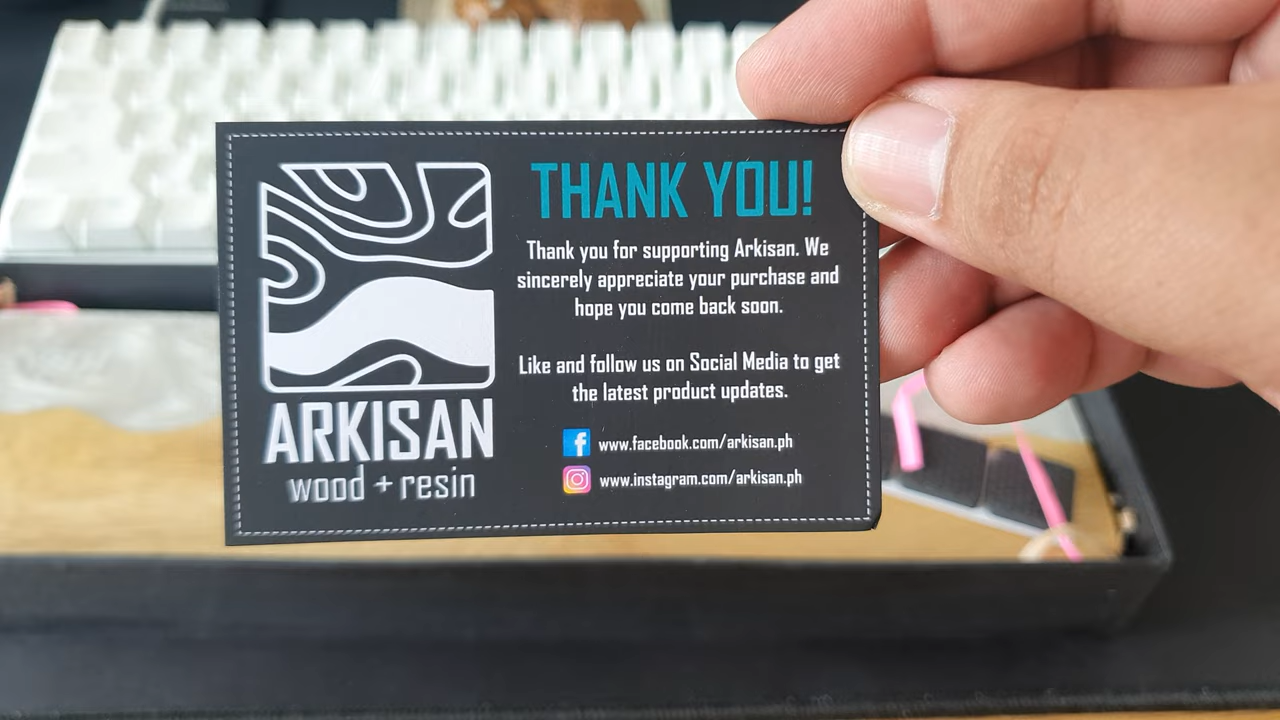 ARKISAN
wood + resin
THANK YOU!
Thank you for supporting Arkisan. We
sincerely appreciate your purchase and
hope you come back soon.
Like and follow us on Social Media to get
the latest product updates.
www.facebook.com/arkisan.ph
www.instagram.com/arkisan.ph